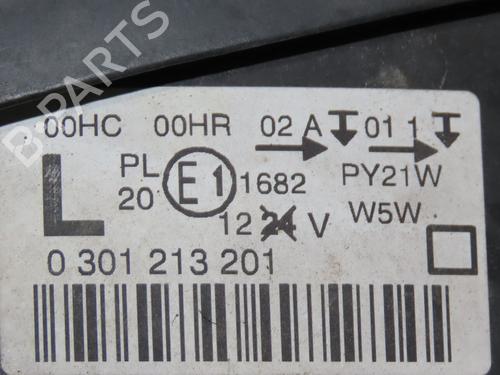 00HC 00HR 02 A 01 1
L PL 20 E1 1682 PY21W
12 24 V W5W
0 301 213 201
B-PARTS